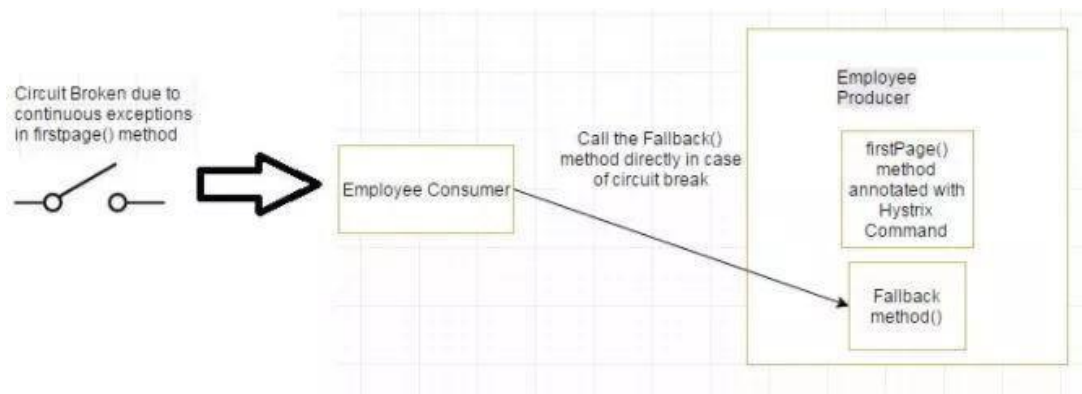 Circuit Broken due to
continuous exceptions
in firstpage() method
Employee Consumer
Call the Fallback()
method directly in case
of circuit break
Employee
Producer
firstPage()
method
annotated with
Hystrix
Command
Fallback
method()